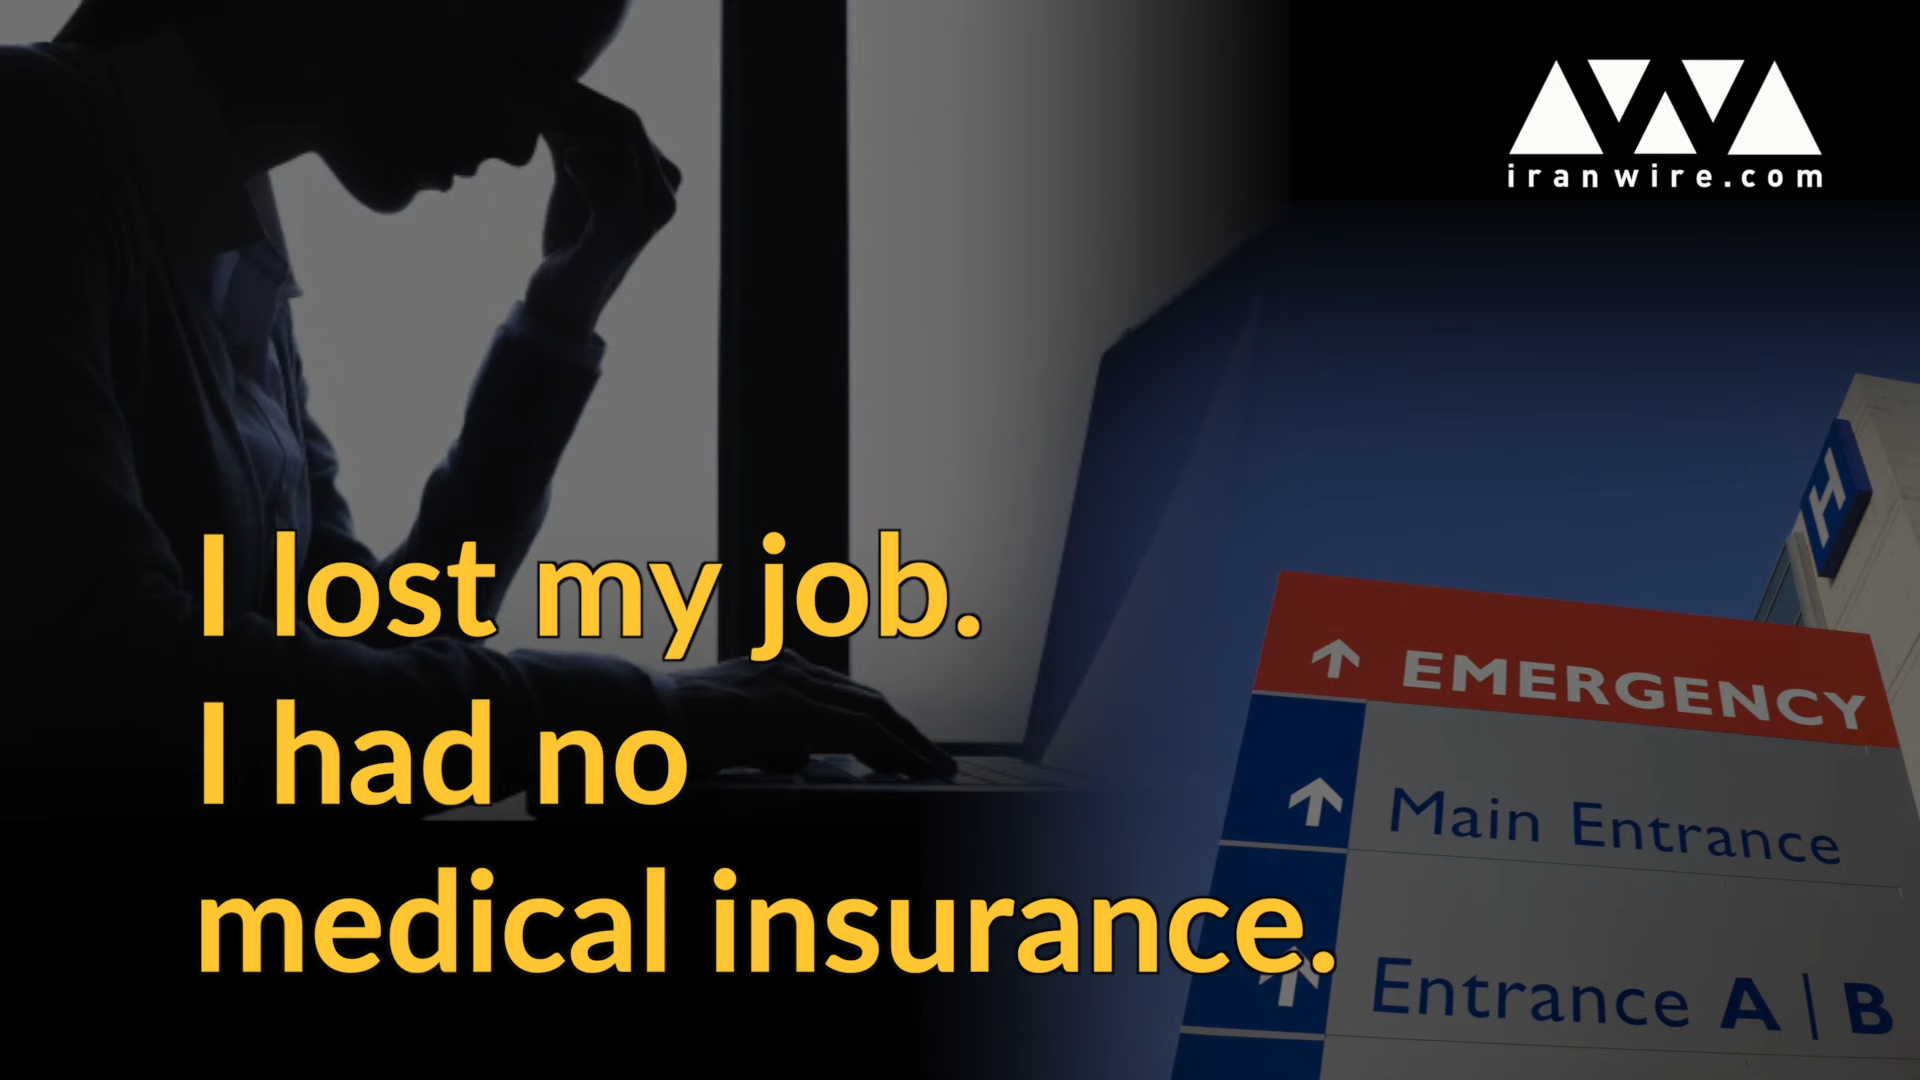 iranwire.com
I lost my job.
I had no
medical insurance.
H
EMERGENCY
Main Entrance
Entrance A | B